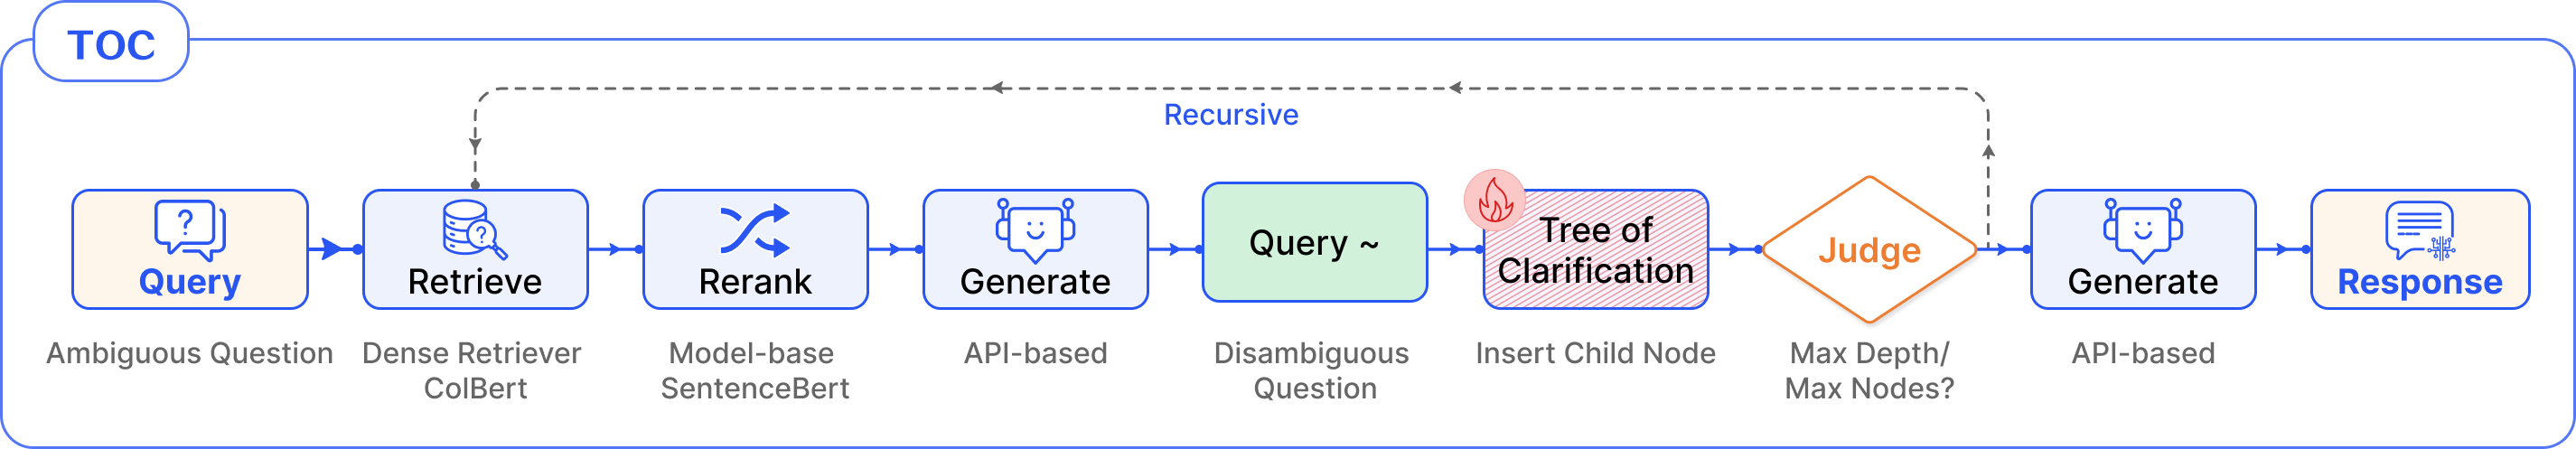 TOC
Recursive
Query
Retrieve
Rerank
Generate
Query ~
Tree of
Clarification
Judge
Generate
Response
Ambiguous Question
Dense Retriever
ColBert
Model-base
SentenceBert
API-based
Disambiguous
Question
Insert Child Node
Max Depth/
Max Nodes?
API-based